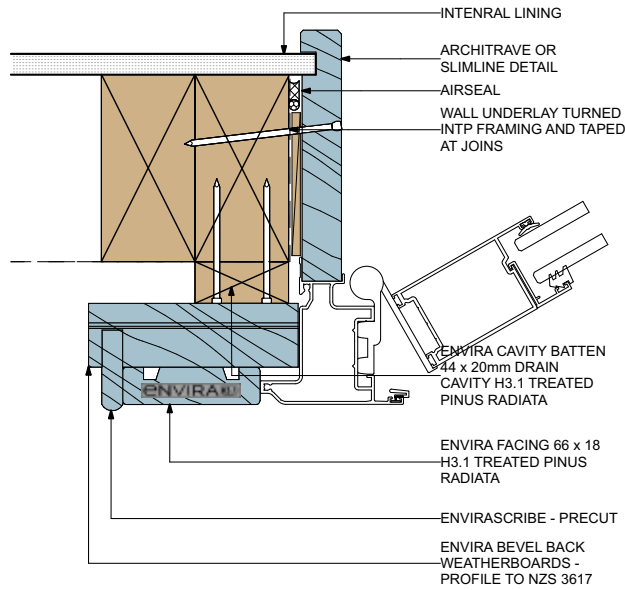 INTENRAL LINING
ARCHITRAVE OR
SLIMLINE DETAIL
AIRSEAL
WALL UNDERLAY TURNED
INTP FRAMING AND TAPED
AT JOINS
ENVIRA CAVITY BATTEN
44 x 20mm DRAIN
CAVITY H3.1 TREATED
PINUS RADIATA
ENVIRA
ENVIRA FACING 66 x 18
H3.1 TREATED PINUS
RADIATA
ENVIRASCRIBE - PRECUT
ENVIRA BEVEL BACK
WEATHERBOARDS -
PROFILE TO NZS 3617